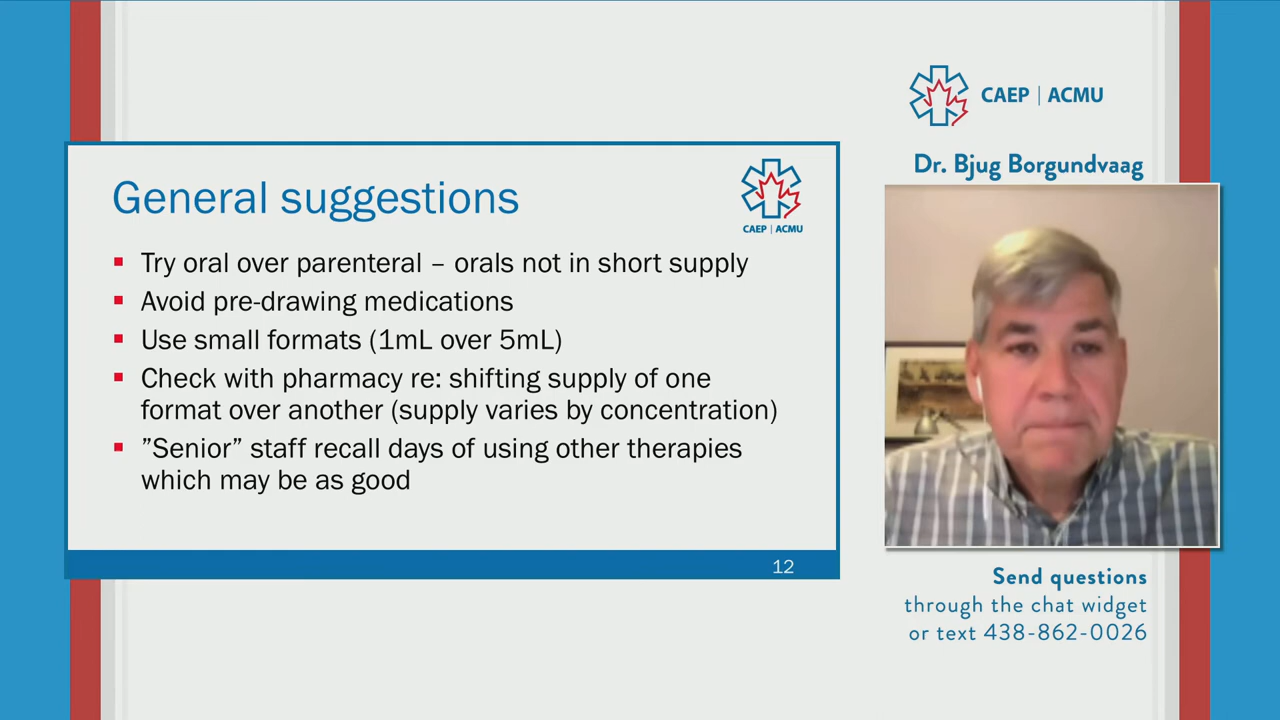 General suggestions
CAEP | ACMU
▪ Try oral over parenteral – orals not in short supply
▪ Avoid pre-drawing medications
▪ Use small formats (1mL over 5mL)
▪ Check with pharmacy re: shifting supply of one
format over another (supply varies by concentration)
▪ ”Senior” staff recall days of using other therapies
which may be as good
12
CAEP | ACMU
Dr. Bjug Borgundvaag
Send questions
through the chat widget
or text 438-862-0026